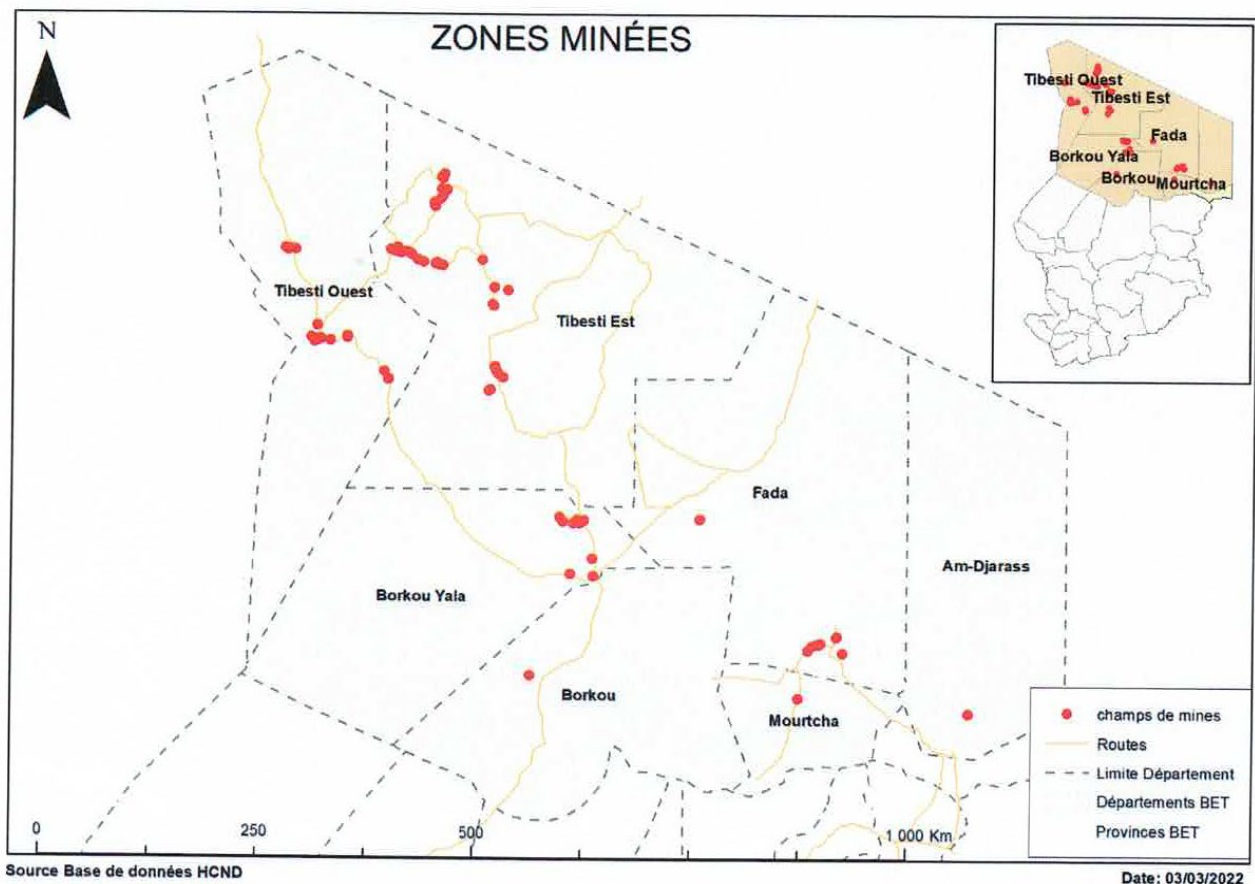 ZONES MINÉES
N
Tibesti Ouest
Tibesti Est
Fada
Borkou Yala
Borkou
Mourtcha
Tibesti Ouest
Tibesti Est
Fada
Am-Djarass
Borkou Yala
Borkou
Mourtcha
champs de mines
Routes
Limite Département
Départements BET
Provinces BET
0 250 500 1 000 Km
Source Base de données HCND
Date: 03/03/2022